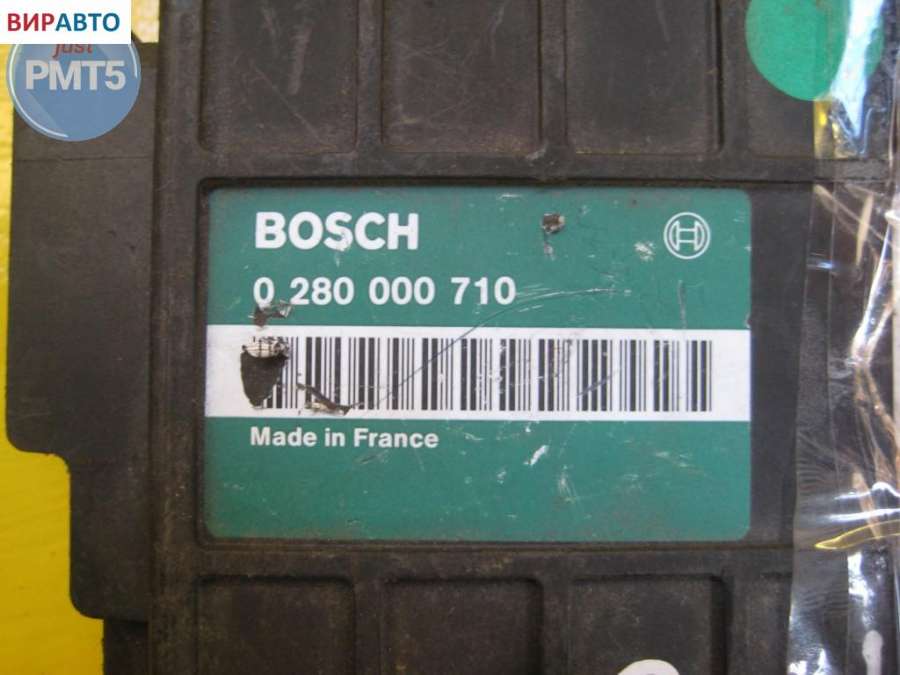 ВИРАВТО
just
PMT5
BOSCH
0 280 000 710
Made in France